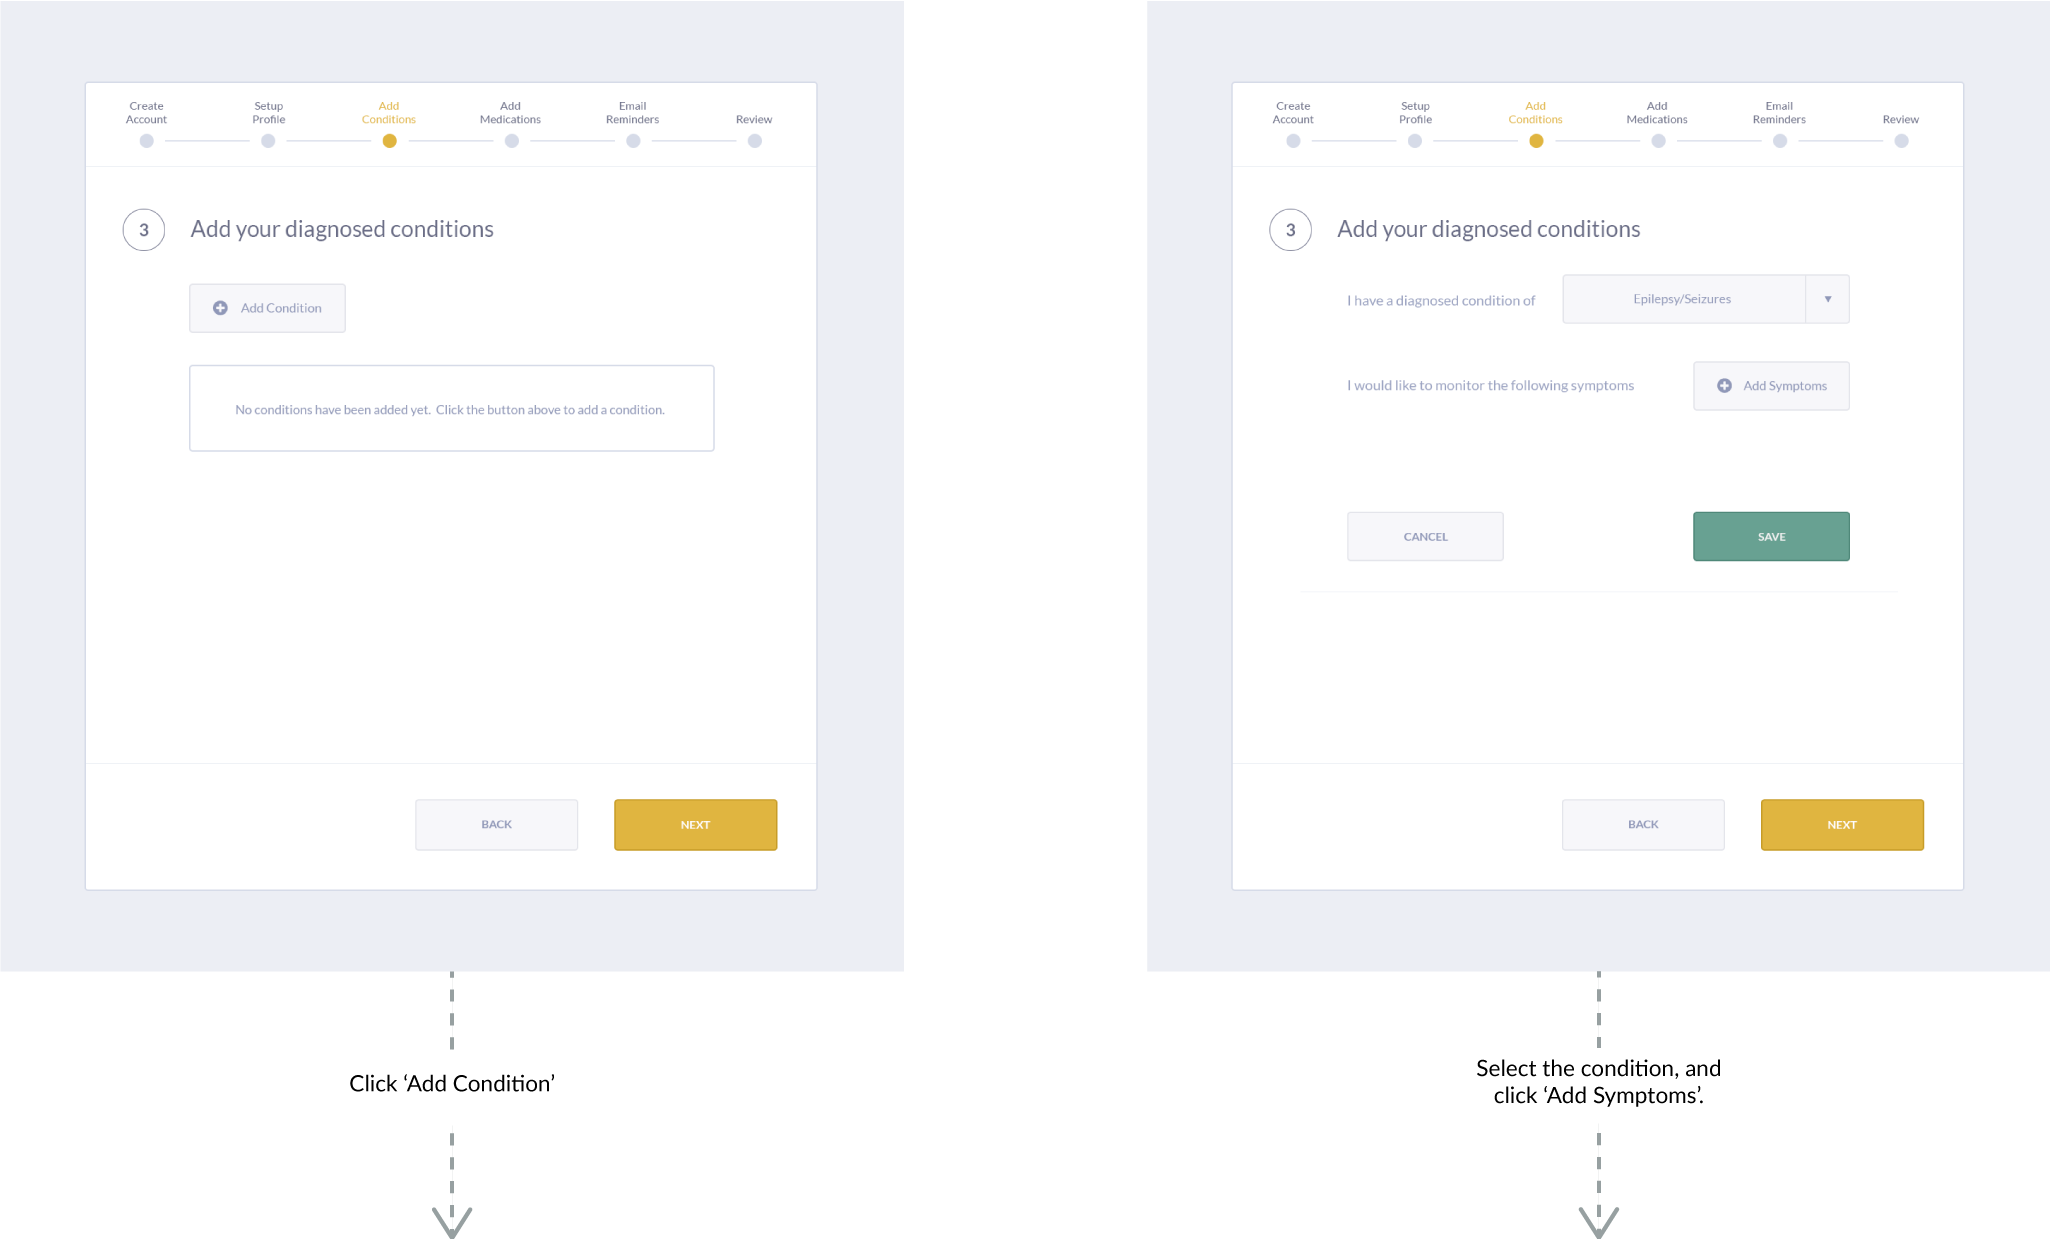 Create
Account
Setup
Profile
Add
Conditions
Add
Medications
Email
Reminders
Review
3
Add your diagnosed conditions
Add Condition
No conditions have been added yet.  Click the button above to add a condition.
BACK
NEXT
Click ‘Add Condition’
Create
Account
Setup
Profile
Add
Conditions
Add
Medications
Email
Reminders
Review
3
Add your diagnosed conditions
I have a diagnosed condition of
Epilepsy/Seizures
I would like to monitor the following symptoms
Add Symptoms
CANCEL
SAVE
BACK
NEXT
Select the condition, and
click ‘Add Symptoms’.